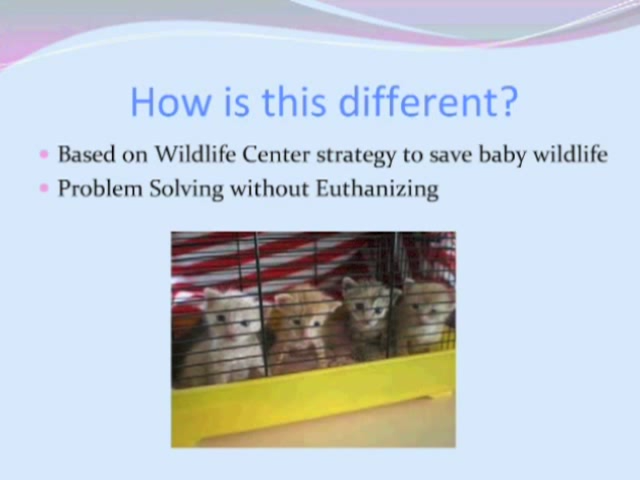 How is this different?
Based on Wildlife Center strategy to save baby wildlife
Problem Solving without Euthanizing